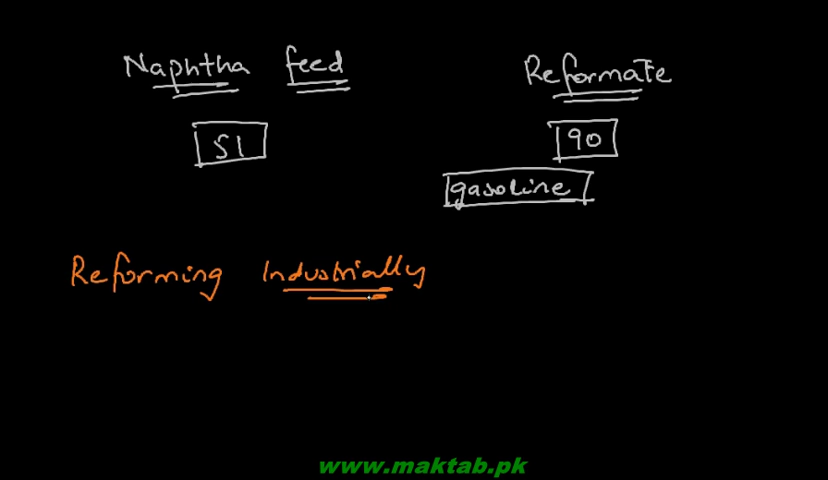 Naphtha feed
Reformate
51
90
gasoline
Reforming Industrially
www.maktab.pk